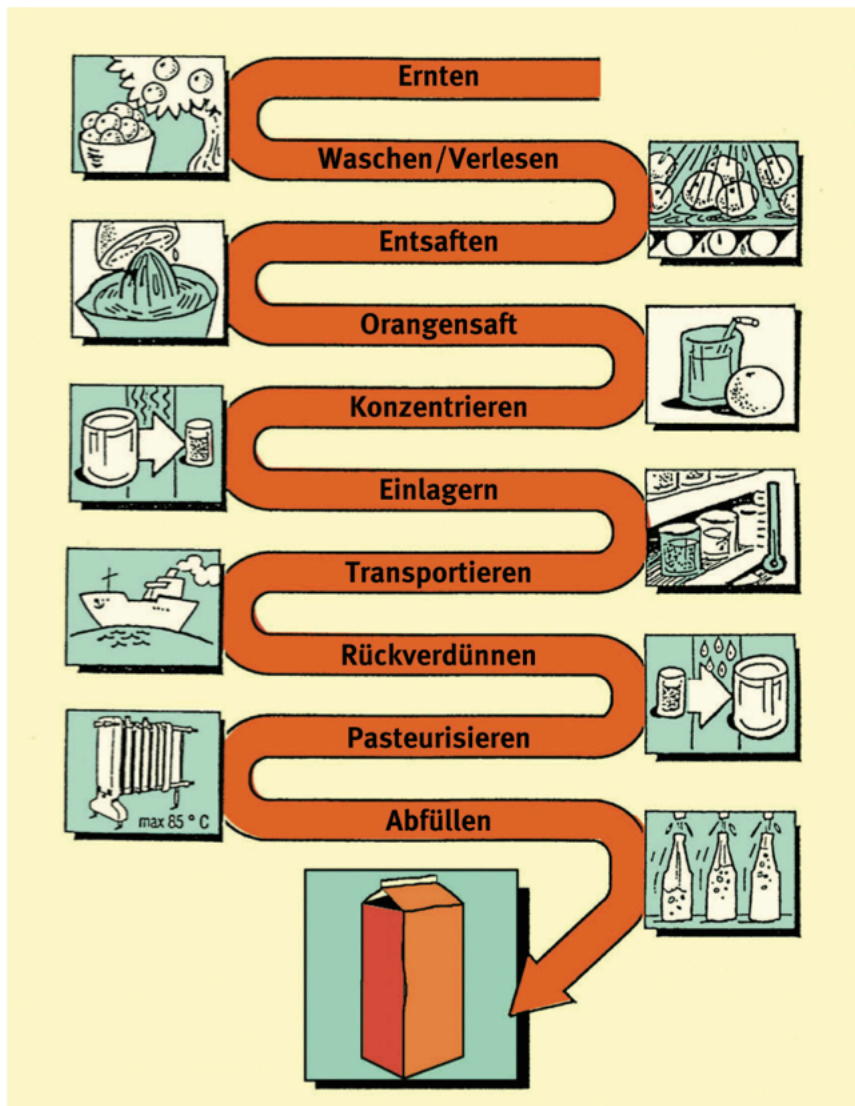 Ernten
Waschen/Verlesen
Entsaften
Orangensaft
Konzentrieren
Einlagern
Transportieren
Rückverdünnen
Pasteurisieren
max 85 °C
Abfüllen